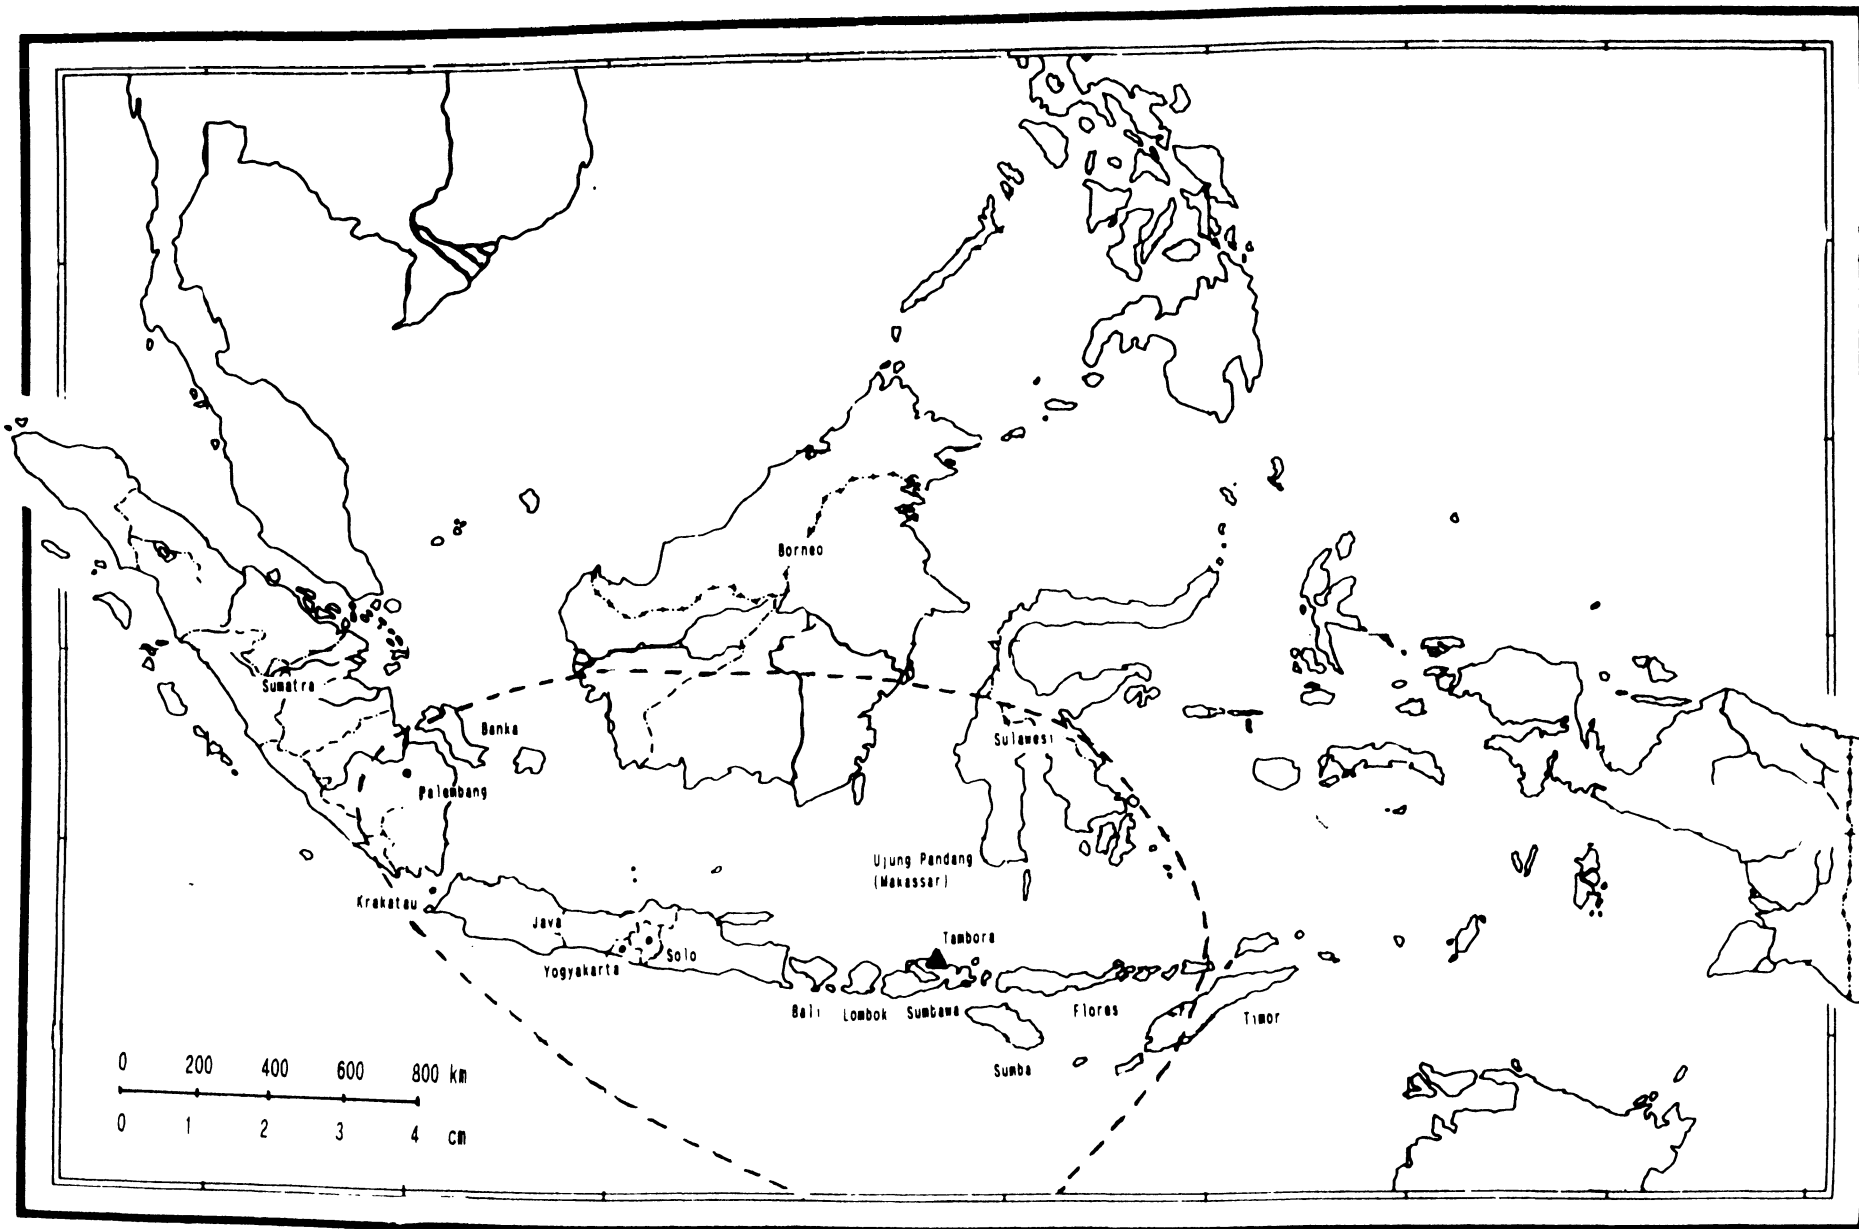 Borneo
Sumatra
Banka
Sulawesi
Palembang
Ujung Pandang
(Makassar)
Krakatau
Java
Solo
Yogyakarta
Tambora
Bali
Lombok
Sumbawa
Flores
Timor
Sumba
0 200 400 600 800 km
0 1 2 3 4 cm